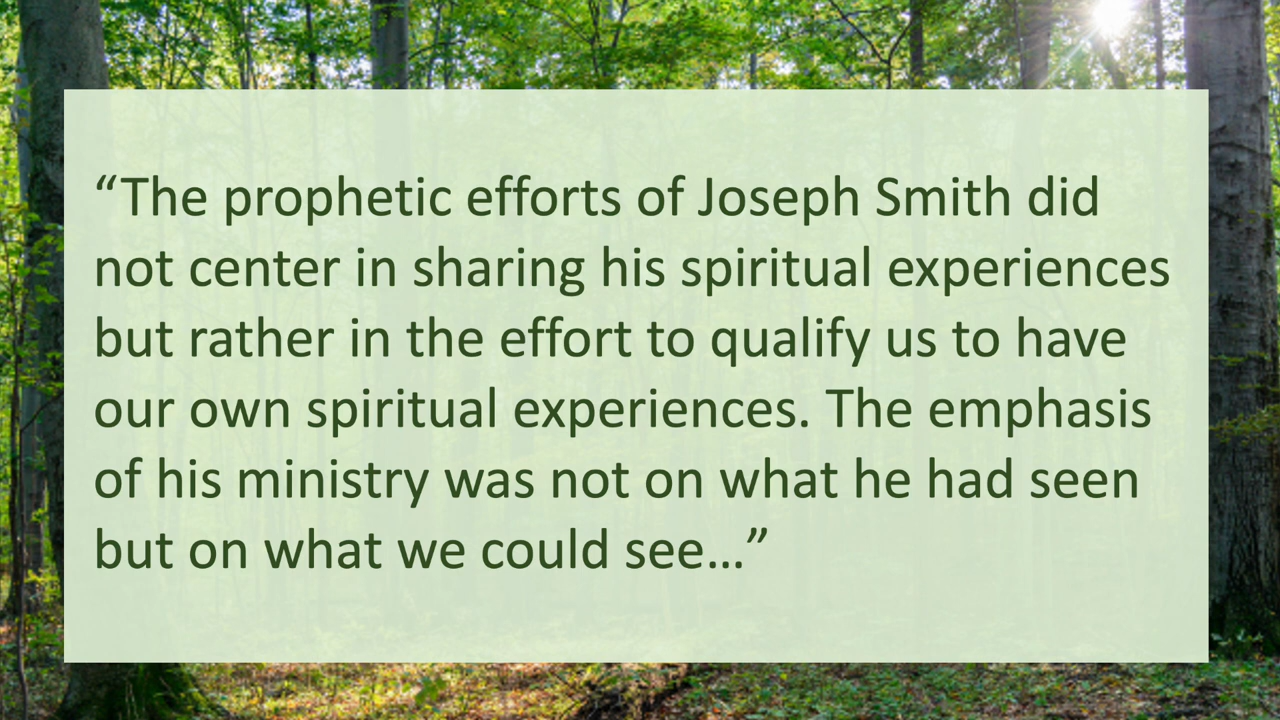 “The prophetic efforts of Joseph Smith did
not center in sharing his spiritual experiences
but rather in the effort to qualify us to have
our own spiritual experiences. The emphasis
of his ministry was not on what he had seen
but on what we could see…”